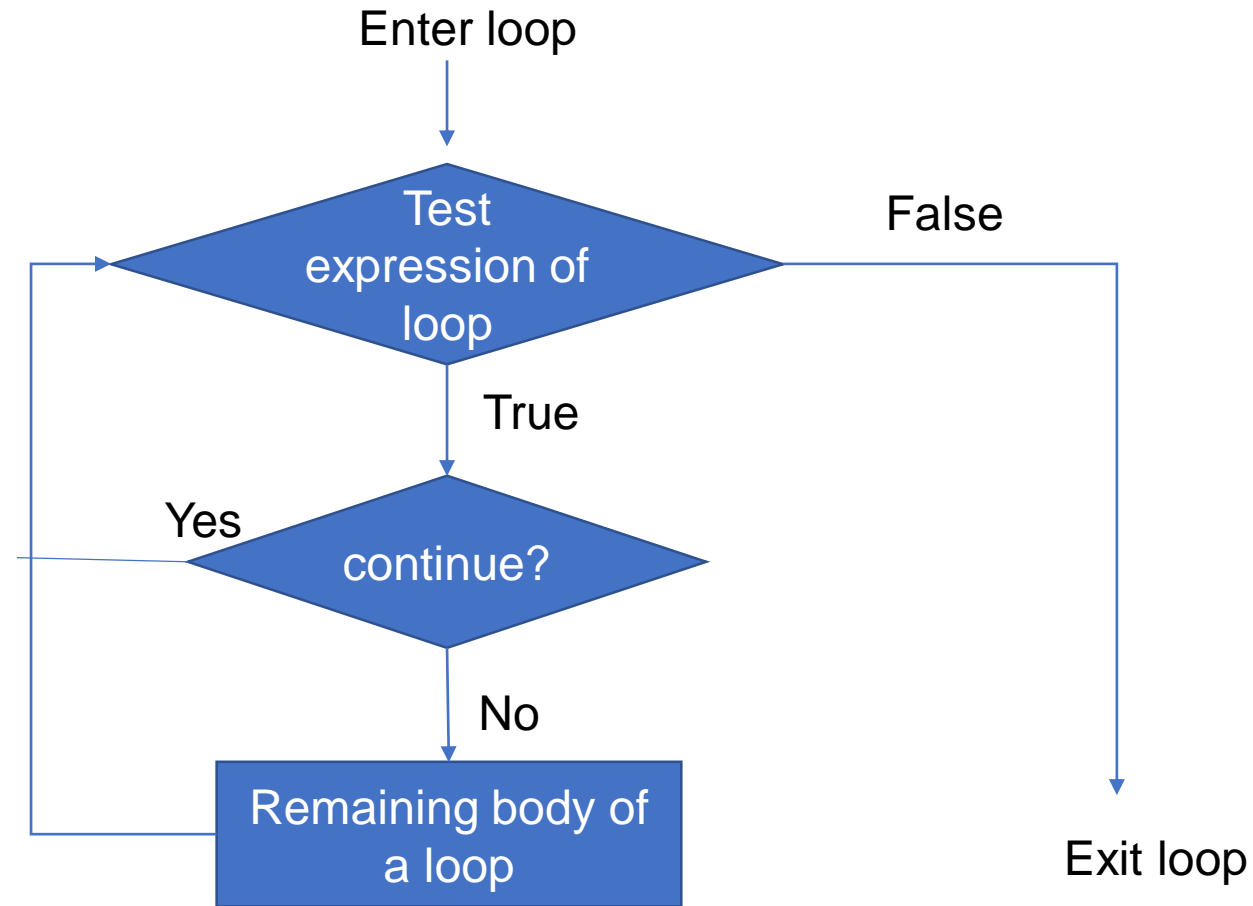 Enter loop
Test
expression of
loop
False
True
Yes
continue?
No
Remaining body of
a loop
Exit loop